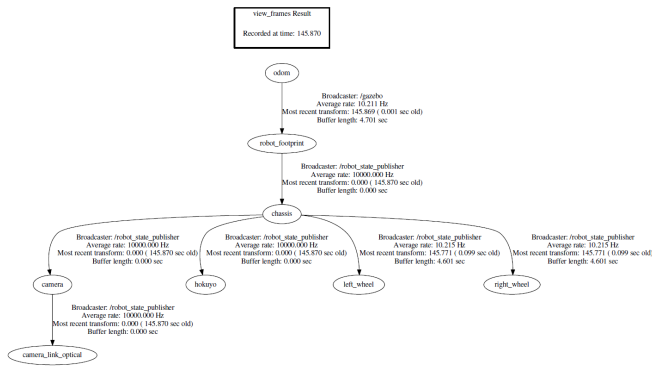 view_frames Result
Recorded at time: 145.870
odom
Broadcaster: /gazebo
Average rate: 10.211 Hz
Most recent transform: 145.869 ( 0.001 sec old)
Buffer length: 4.701 sec
robot_footprint
Broadcaster: /robot_state_publisher
Average rate: 10000.000 Hz
Most recent transform: 0.000 ( 145.870 sec old)
Buffer length: 0.000 sec
chassis
Broadcaster: /robot_state_publisher
Average rate: 10000.000 Hz
Most recent transform: 0.000 ( 145.870 sec old)
Buffer length: 0.000 sec
Broadcaster: /robot_state_publisher
Average rate: 10000.000 Hz
Most recent transform: 0.000 ( 145.870 sec old)
Buffer length: 0.000 sec
Broadcaster: /robot_state_publisher
Average rate: 10.215 Hz
Most recent transform: 145.771 ( 0.099 sec old)
Buffer length: 4.601 sec
Broadcaster: /robot_state_publisher
Average rate: 10.215 Hz
Most recent transform: 145.771 ( 0.099 sec old)
Buffer length: 4.601 sec
camera
hokuyo
left_wheel
right_wheel
Broadcaster: /robot_state_publisher
Average rate: 10000.000 Hz
Most recent transform: 0.000 ( 145.870 sec old)
Buffer length: 0.000 sec
camera_link_optical